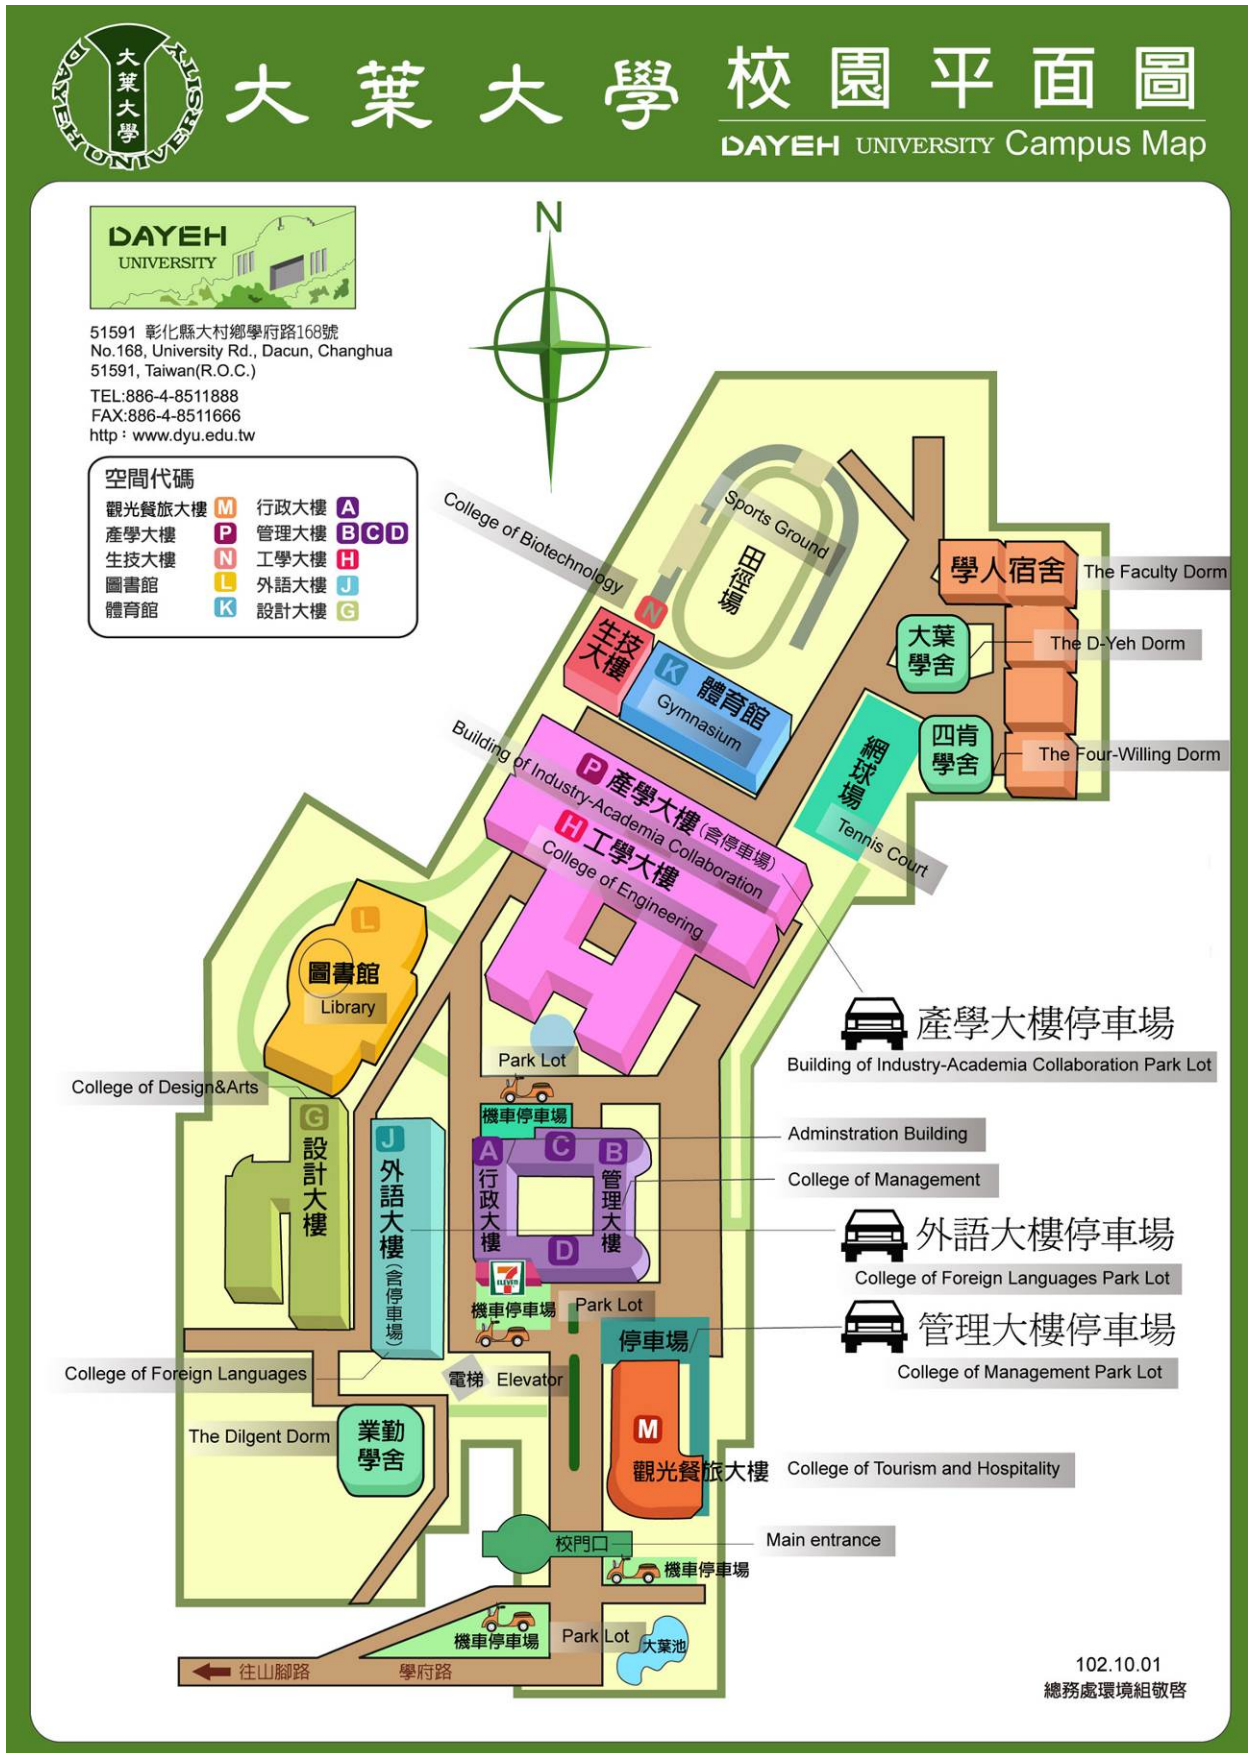 大葉大學
DAYEH UNIVERSITY
大葉大學 校園平面圖
DAYEH UNIVERSITY Campus Map
DAYEH
UNIVERSITY
N
51591 彰化縣大村鄉學府路168號
No.168, University Rd., Dacun, Changhua
51591, Taiwan(R.O.C.)
TEL:886-4-8511888
FAX:886-4-8511666
http：www.dyu.edu.tw
空間代碼
觀光餐旅大樓 M 行政大樓 A
產學大樓 P 管理大樓 B C D
生技大樓 N 工學大樓 H
圖書館 L 外語大樓 J
體育館 K 設計大樓 G
College of Biotechnology
Sports Ground
田徑場
N
生技大樓
K 體育館
Gymnasium
學人宿舍
The Faculty Dorm
大葉學舍
The D-Yeh Dorm
四肯學舍
The Four-Willing Dorm
網球場
Tennis Court
P 產學大樓(含停車場)
Building of Industry-Academia Collaboration
H 工學大樓
College of Engineering
L
圖書館
Library
產學大樓停車場
Building of Industry-Academia Collaboration Park Lot
Park Lot
機車停車場
College of Design&Arts
G
設計大樓
J
外語大樓(含停車場)
A
行政大樓
C
B
管理大樓
D
Adminstration Building
College of Management
外語大樓停車場
College of Foreign Languages Park Lot
7
ELEVEN
機車停車場
Park Lot
停車場
管理大樓停車場
College of Management Park Lot
College of Foreign Languages
電梯 Elevator
The Dilgent Dorm
業勤學舍
M
觀光餐旅大樓
College of Tourism and Hospitality
校門口
Main entrance
機車停車場
機車停車場
Park Lot
大葉池
往山腳路
學府路
102.10.01
總務處環境組敬啓